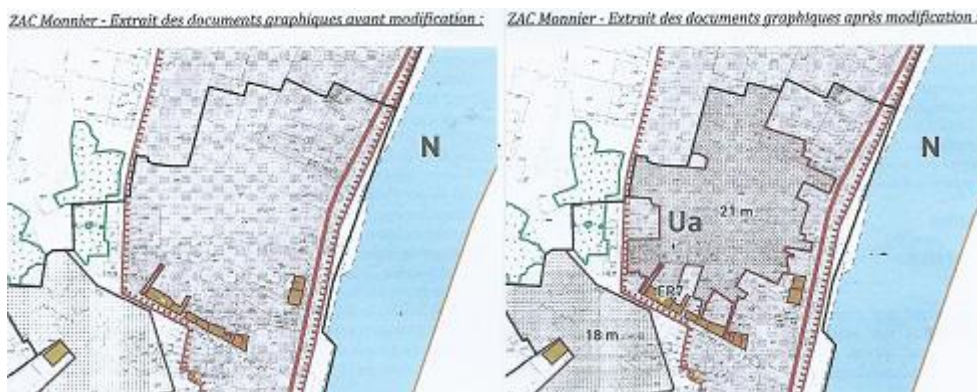 ZAC Monnier - Extrait des documents graphiques avant modification :
ZAC Monnier - Extrait des documents graphiques après modification :
N
N
Ua
21 m
ER7
18 m